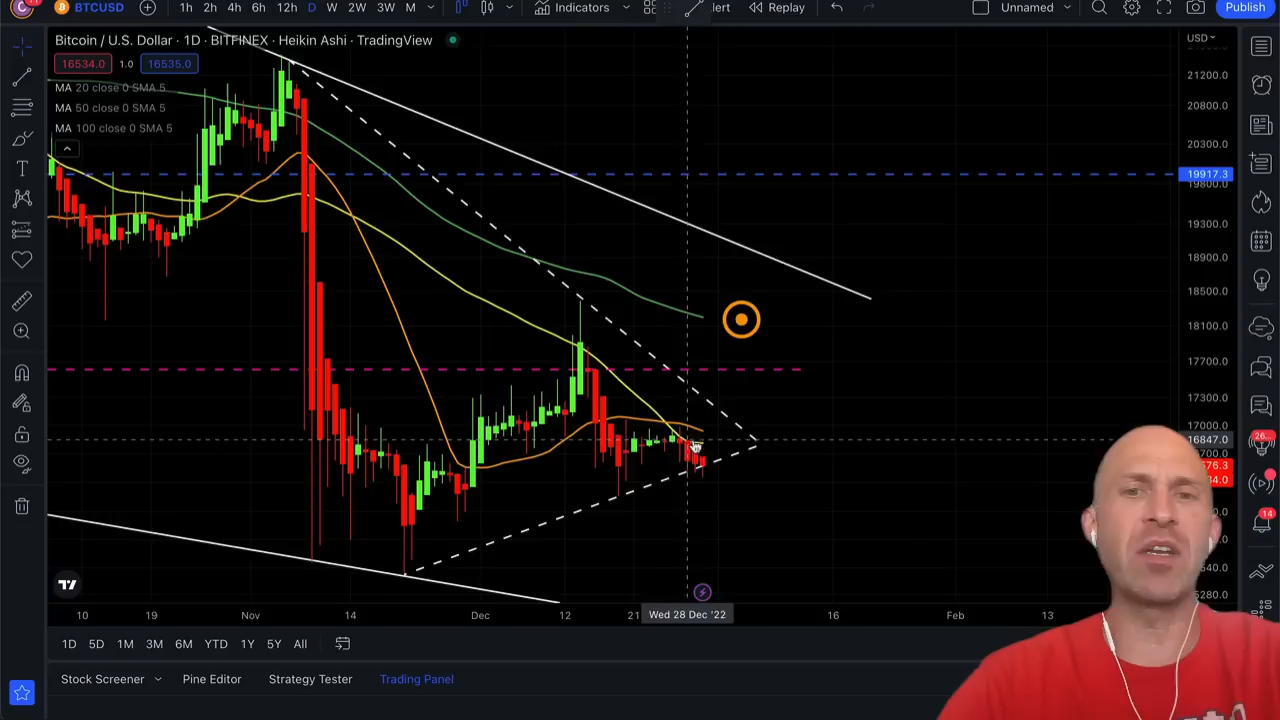 BTCUSD 1h 2h 4h 6h 12h D W 2W 3W M Indicators Replay Unnamed Publish
Bitcoin / U.S. Dollar · 1D · BITFINEX · Heikin Ashi · TradingView
USD
16534.0 1.0 16535.0
MA 20 close 0 SMA 5
MA 50 close 0 SMA 5
MA 100 close 0 SMA 5
21200.0
20800.0
20300.0
19917.3
19800.0
19300.0
18900.0
18500.0
18100.0
17700.0
17300.0
17000.0
16847.0
10 19 Nov 14 Dec 12 21 Wed 28 Dec '22 16 Feb 13
14
1D 5D 1M 3M 6M YTD 1Y 5Y All
Stock Screener Pine Editor Strategy Tester Trading Panel